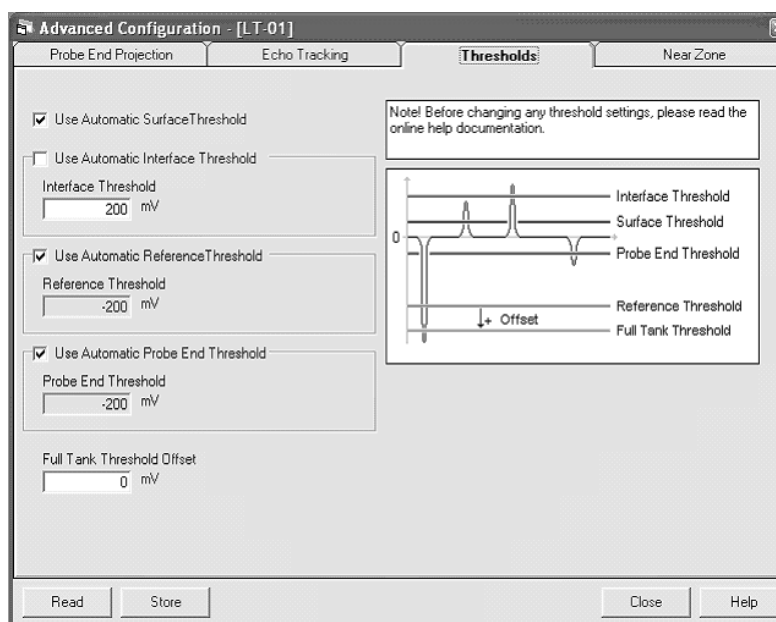 Advanced Configuration - [LT-01]
Probe End Projection
Echo Tracking
Thresholds
Near Zone
Use Automatic SurfaceThreshold
Use Automatic Interface Threshold
Interface Threshold
200 mV
Use Automatic ReferenceThreshold
Reference Threshold
-200 mV
Use Automatic Probe End Threshold
Probe End Threshold
-200 mV
Full Tank Threshold Offset
0 mV
Note! Before changing any threshold settings, please read the
online help documentation.
Interface Threshold
Surface Threshold
0
Probe End Threshold
Reference Threshold
+ Offset
Full Tank Threshold
Read
Store
Close
Help